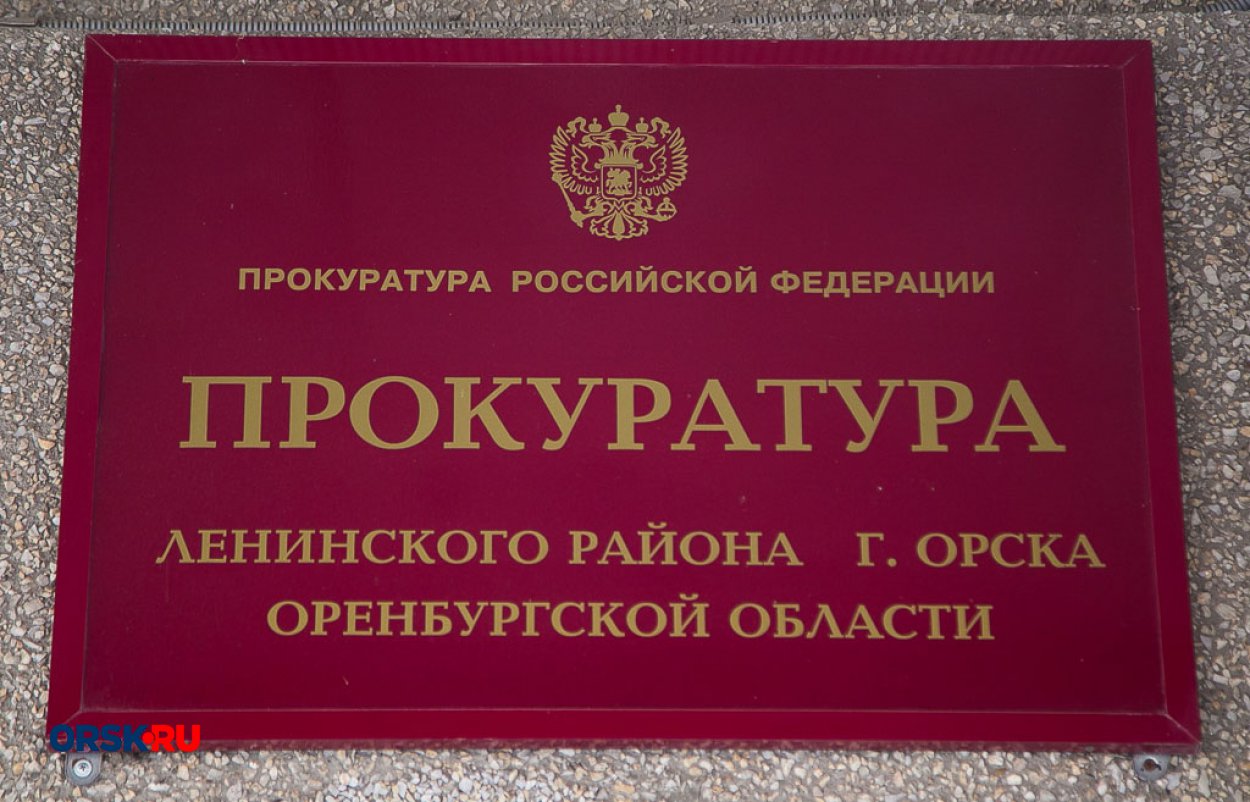 ПРОКУРАТУРА РОССИЙСКОЙ ФЕДЕРАЦИИ
ПРОКУРАТУРА
ЛЕНИНСКОГО РАЙОНА Г. ОРСКА
ОРЕНБУРГСКОЙ ОБЛАСТИ
ORSK.RU